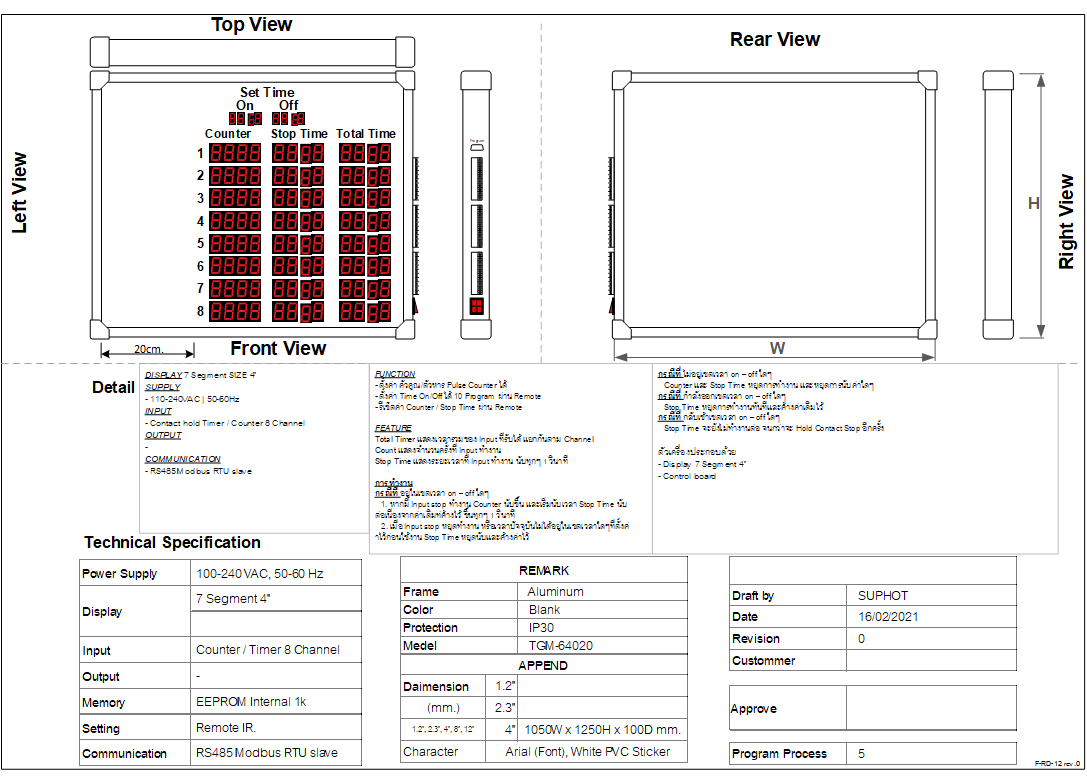 Top View
Rear View
Left View
Right View
Set Time
On Off
Counter Stop Time Total Time
1
2
3
4
5
6
7
8
Program
H
W
20cm.
Front View
Detail
DISPLAY 7 Segment SIZE 4"
SUPPLY
- 110-240VAC | 50-60Hz
INPUT
- Contact hold Timer / Counter 8 Channel
OUTPUT
-
COMMUNICATION
- RS485Modbus RTU slave
FUNCTION
-ตั้งค่า ตัวคูณ/ตัวหาร Pulse Counter ได้
-ตั้งค่า Time On/Off ได้ 10 Program ผ่าน Remote
-รีเซ็ตค่า Counter / Stop Time ผ่าน Remote
FEATURE
Total Timer แสดงเวลารวมของ Input ที่รับได้ แยกกันตาม Channel
Count แสดงจำนวนครั้งที่ Input ทำงาน
Stop Time แสดงระยะเวลาที่ Input ทำงาน นับทุกๆ 1 วินาที
การทำงาน
กรณีที่ อยู่ในเขตเวลา on – off ใดๆ
1. หากมี Input stop ทำงาน Counter นับขึ้น และเริ่มนับเวลา Stop Time นับ
ต่อเนื่องจากค่าเดิมที่ค้างไว้ ขึ้นทุกๆ 1 วินาที
2. เมื่อ Input stop หยุดทำงาน หรือเวลาปัจจุบันไม่ได้อยู่ในเขตเวลาใดๆที่ตั้งค่า
ไว้ก่อนใช้งาน Stop Time หยุดนับและค้างค่าไว้
กรณีที่ ไม่อยู่เขตเวลา on – off ใดๆ
Counter และ Stop Time หยุดการทำงาน และหยุดการนับค่าใดๆ
กรณีที่ กำลังออกเขตเวลา on – off ใดๆ
Stop Time หยุดการทำงานทันทีและค้างค่าเดิมไว้
กรณีที่ กลับเข้าเขตเวลา on – off ใดๆ
Stop Time จะยังไม่ทำงานต่อ จนกว่าจะ Hold Contact Stop อีกครั้ง
ตัวเครื่องประกอบด้วย
- Display 7 Segment 4"
- Control board
Technical Specification
Power Supply 100-240 VAC, 50-60 Hz
Display 7 Segment 4"
Input Counter / Timer 8 Channel
Output -
Memory EEPROM Internal 1k
Setting Remote IR.
Communication RS485 Modbus RTU slave
REMARK
Frame Aluminum
Color Blank
Protection IP30
Medel TGM-64020
APPEND
Daimension 1.2"
(mm.) 2.3"
1.2", 2.3", 4", 8", 12" 4" 1050W x 1250H x 100D mm.
Character Arial (Font), White PVC Sticker
Draft by SUPHOT
Date 16/02/2021
Revision 0
Custommer
Approve
Program Process 5
F-RD-12 rev.0